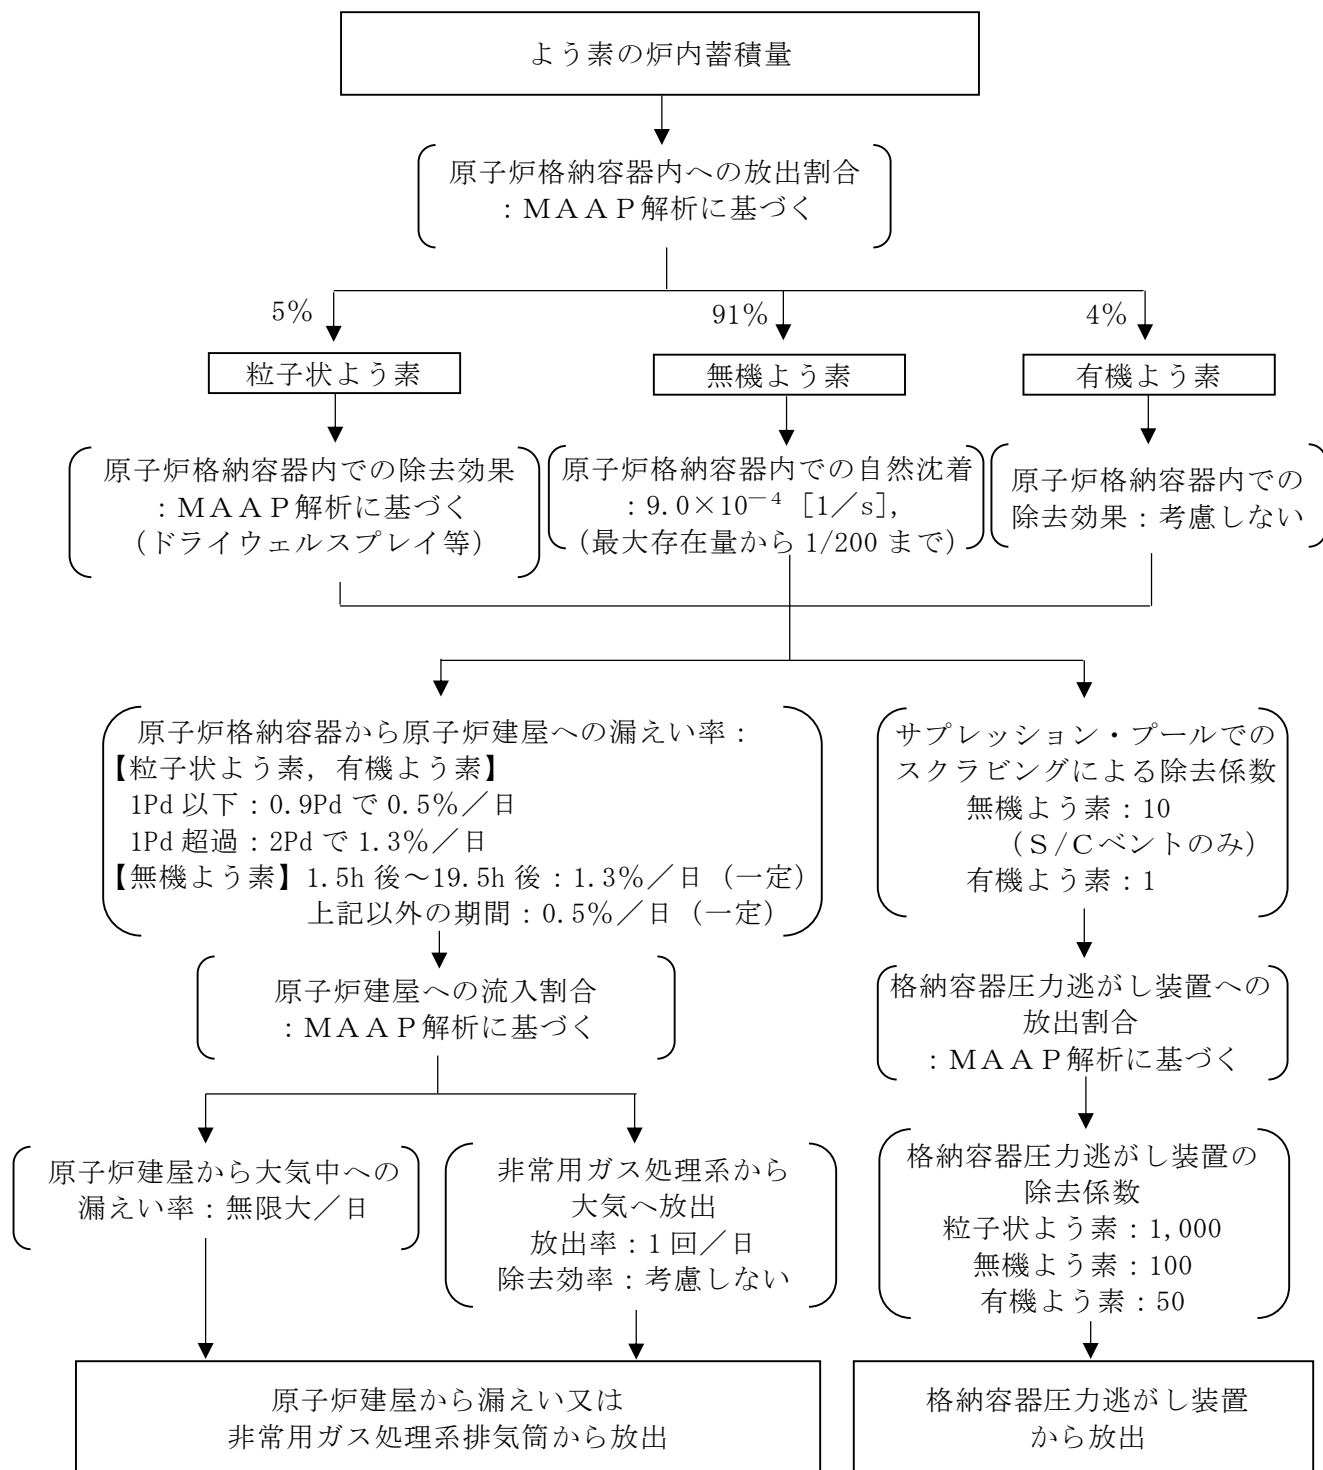 よう素の炉内蓄積量
原子炉格納容器内への放出割合
：ＭＡＡＰ解析に基づく
5％
91％
4％
粒子状よう素
無機よう素
有機よう素
原子炉格納容器内での除去効果
：ＭＡＡＰ解析に基づく
（ドライウェルスプレイ等）
原子炉格納容器内での自然沈着
：9.0×10⁻⁴［1／s］，
（最大存在量から 1/200 まで）
原子炉格納容器内での
除去効果：考慮しない
原子炉格納容器から原子炉建屋への漏えい率：
【粒子状よう素，有機よう素】
1Pd 以下：0.9Pd で 0.5％／日
1Pd 超過：2Pd で 1.3％／日
【無機よう素】1.5h 後～19.5h 後：1.3％／日（一定）
上記以外の期間：0.5％／日（一定）
サプレッション・プールでの
スクラビングによる除去係数
無機よう素：10
（Ｓ/Ｃベントのみ）
有機よう素：1
原子炉建屋への流入割合
：ＭＡＡＰ解析に基づく
格納容器圧力逃がし装置への
放出割合
：ＭＡＡＰ解析に基づく
原子炉建屋から大気中への
漏えい率：無限大／日
非常用ガス処理系から
大気へ放出
放出率：1 回／日
除去効率：考慮しない
格納容器圧力逃がし装置の
除去係数
粒子状よう素：1,000
無機よう素：100
有機よう素：50
原子炉建屋から漏えい又は
非常用ガス処理系排気筒から放出
格納容器圧力逃がし装置
から放出